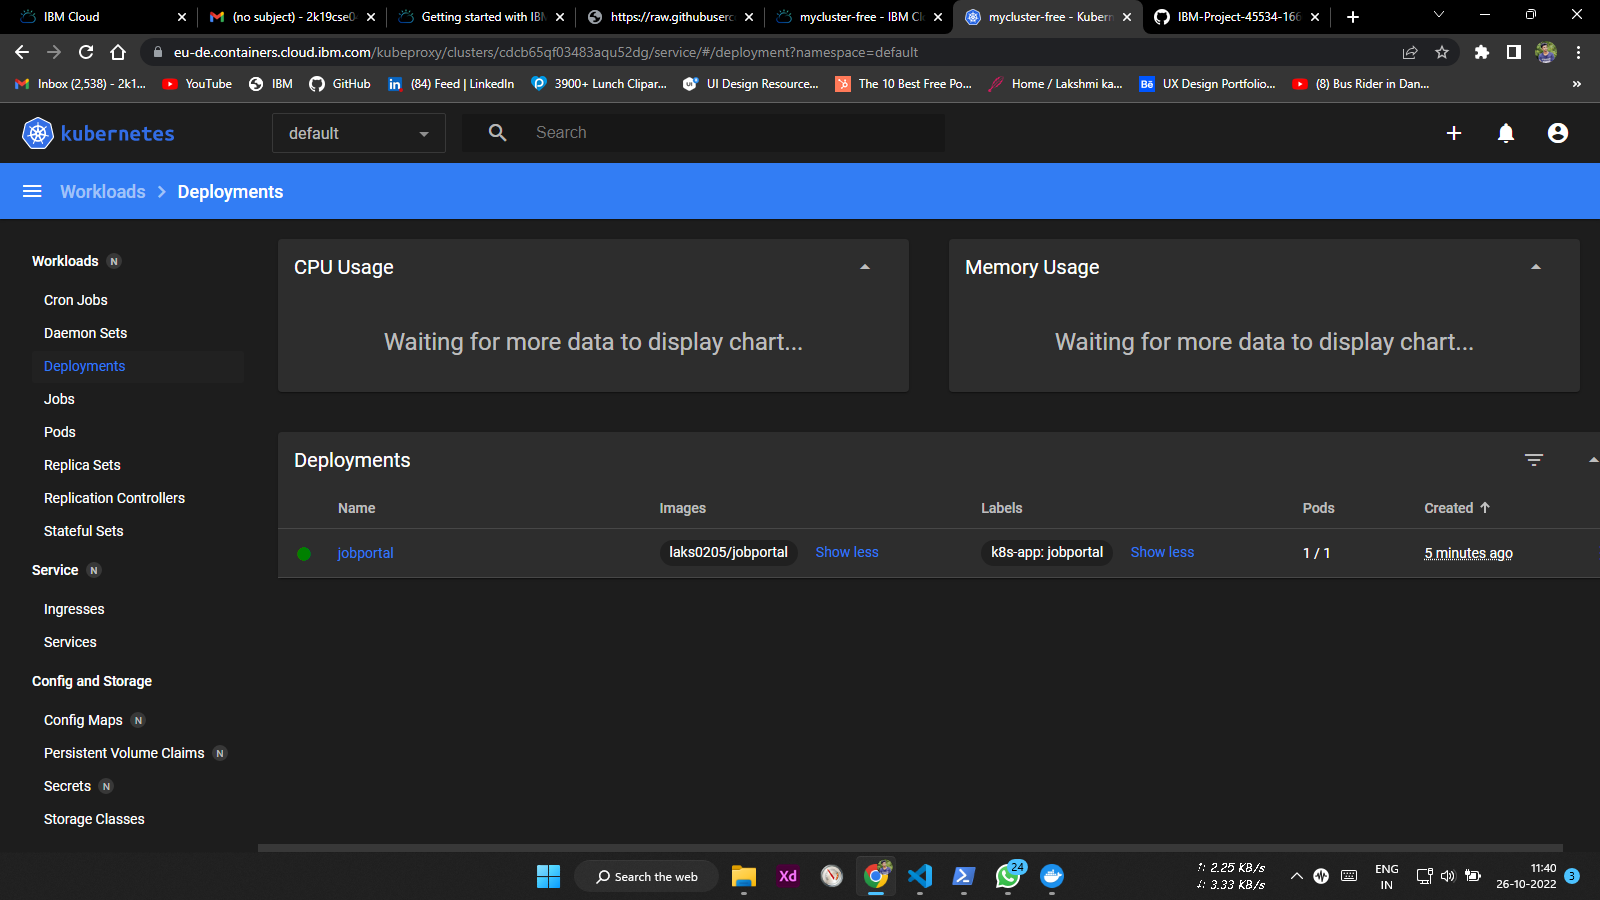 IBM Cloud
(no subject) - 2k19cse0
Getting started with IBM
https://raw.githubuserco
mycluster-free - IBM Cl
mycluster-free - Kubern
IBM-Project-45534-166
eu-de.containers.cloud.ibm.com/kubeproxy/clusters/cdcb65qf03483aqu52dg/service/#/deployment?namespace=default
Inbox (2,538) - 2k1...
YouTube
IBM
GitHub
(84) Feed | LinkedIn
3900+ Lunch Clipar...
UI Design Resource...
The 10 Best Free Po...
Home / Lakshmi ka...
UX Design Portfolio...
(8) Bus Rider in Dan...
»
kubernetes
default
Search
Workloads > Deployments
Workloads N
Cron Jobs
Daemon Sets
Deployments
Jobs
Pods
Replica Sets
Replication Controllers
Stateful Sets
Service N
Ingresses
Services
Config and Storage
Config Maps N
Persistent Volume Claims N
Secrets N
Storage Classes
CPU Usage
Waiting for more data to display chart...
Memory Usage
Waiting for more data to display chart...
Deployments
Name Images Labels Pods Created ↑
jobportal laks0205/jobportal Show less k8s-app: jobportal Show less 1 / 1 5 minutes ago
Search the web
Xd
24
2.25 KB/s
3.33 KB/s
ENG
IN
11:40
26-10-2022
3